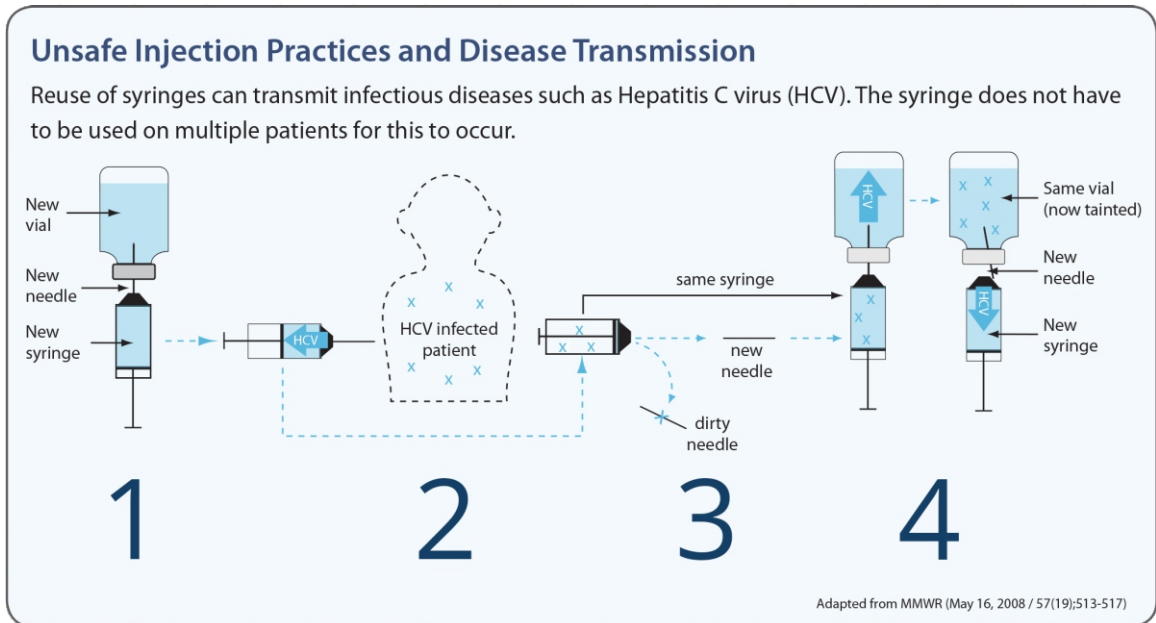 Unsafe Injection Practices and Disease Transmission
Reuse of syringes can transmit infectious diseases such as Hepatitis C virus (HCV). The syringe does not have
to be used on multiple patients for this to occur.
New
vial
New
needle
New
syringe
HCV
HCV infected
patient
same syringe
new
needle
dirty
needle
HCV
HCV
Same vial
(now tainted)
New
needle
New
syringe
1
2
3
4
Adapted from MMWR (May 16, 2008 / 57(19);513-517)